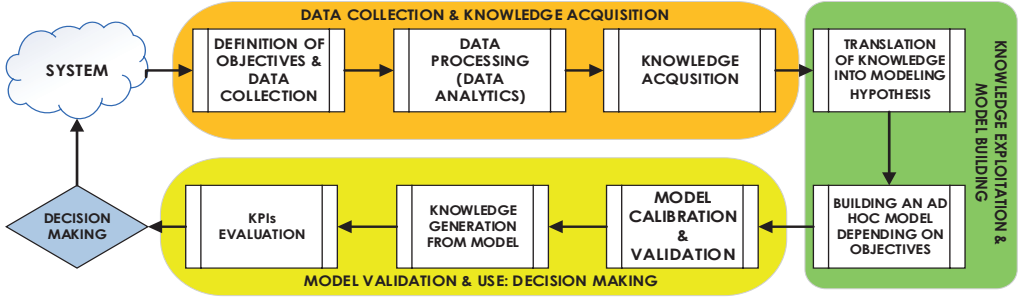 DATA COLLECTION & KNOWLEDGE ACQUISITION
SYSTEM
DEFINITION OF
OBJECTIVES &
DATA
COLLECTION
DATA
PROCESSING
(DATA
ANALYTICS)
KNOWLEDGE
ACQUSITION
TRANSLATION
OF KNOWLEDGE
INTO MODELING
HYPOTHESIS
KNOWLEDGE EXPLOITATION &
MODEL BUILDING
BUILDING AN AD
HOC MODEL
DEPENDING ON
OBJECTIVES
MODEL
CALIBRATION
&
VALIDATION
KNOWLEDGE
GENERATION
FROM MODEL
KPIs
EVALUATION
DECISION
MAKING
MODEL VALIDATION & USE: DECISION MAKING